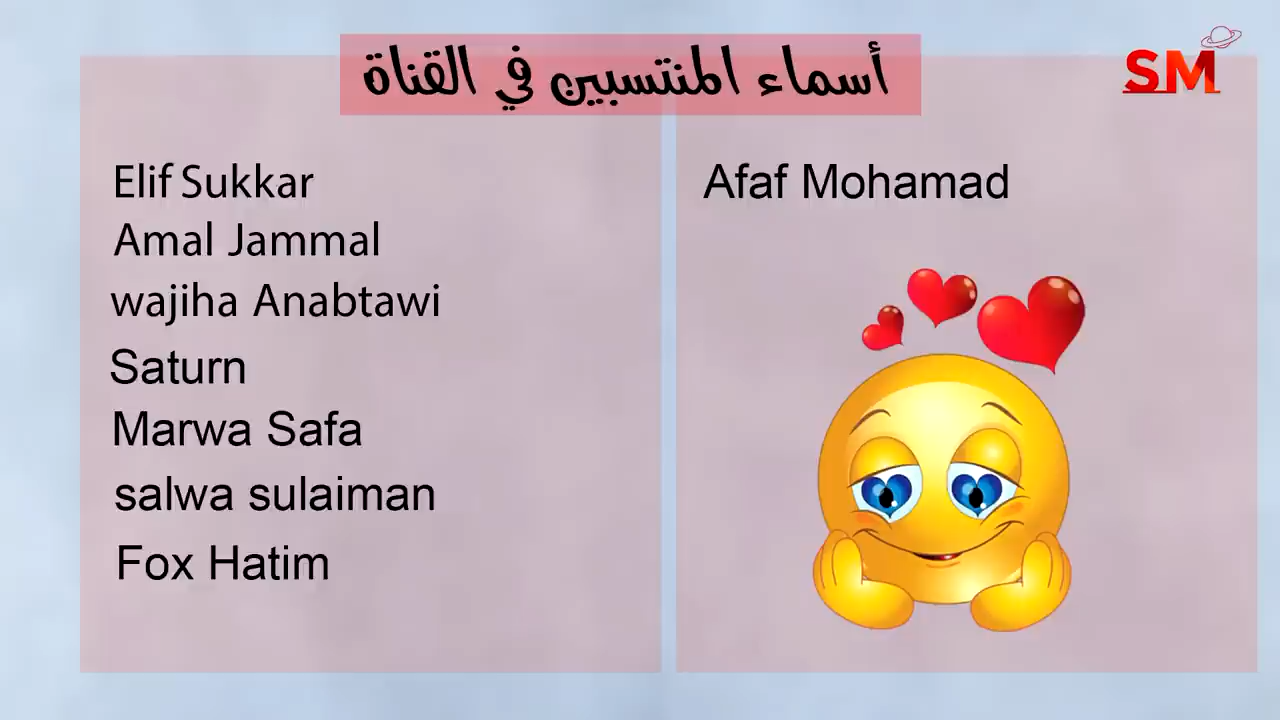 أسماء المنتسبين في القناة
SM
Elif Sukkar
Amal Jammal
wajiha Anabtawi
Saturn
Marwa Safa
salwa sulaiman
Fox Hatim
Afaf Mohamad